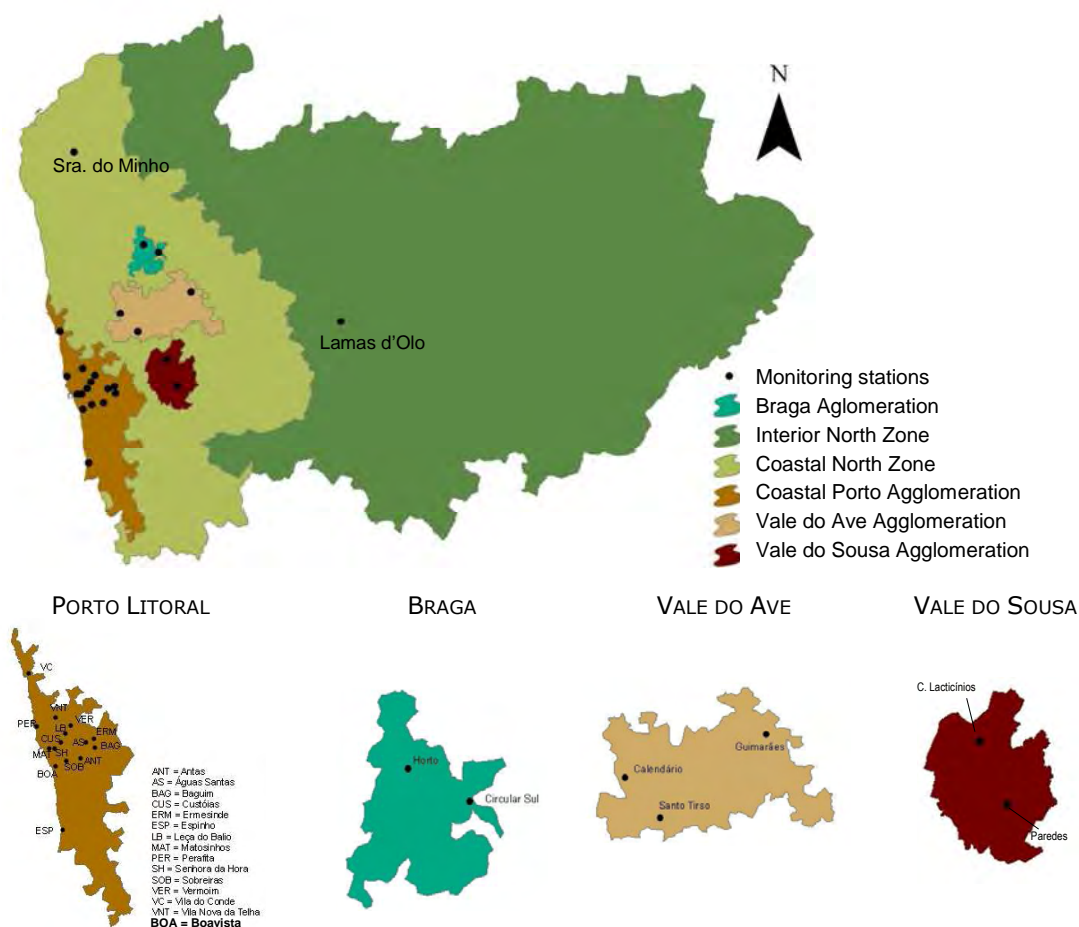 N
Sra. do Minho
Lamas d'Olo
Monitoring stations
Braga Aglomeration
Interior North Zone
Coastal North Zone
Coastal Porto Agglomeration
Vale do Ave Agglomeration
Vale do Sousa Agglomeration
PORTO LITORAL
BRAGA
VALE DO AVE
VALE DO SOUSA
VC
VNT
PER
VER
LB
ERM
CUS
AS
BAG
MAT
SH
ANT
BOA
SOB
ESP
ANT = Antas
AS = Águas Santas
BAG = Baguim
CUS = Custóias
ERM = Ermesinde
ESP = Espinho
LB = Leça do Balio
MAT = Matosinhos
PER = Perafita
SH = Senhora da Hora
SOB = Sobreiras
VER = Vermoim
VC = Vila do Conde
VNT = Vila Nova da Telha
BOA = Boavista
Horto
Circular Sul
Guimarães
Calendário
Santo Tirso
C. Lacticínios
Paredes